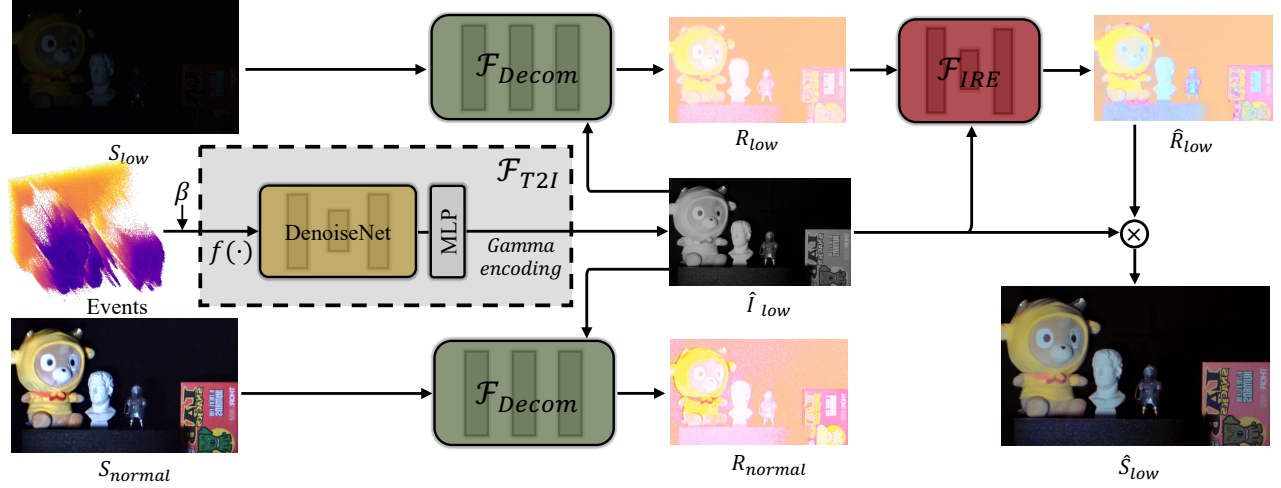 S_low
ℱ_Decom
R_low
ℱ_IRE
R̂_low
Events
β
f(·)
DenoiseNet
MLP
ℱ_T2I
Gamma
encoding
Î_low
×
S_normal
ℱ_Decom
R_normal
Ŝ_low